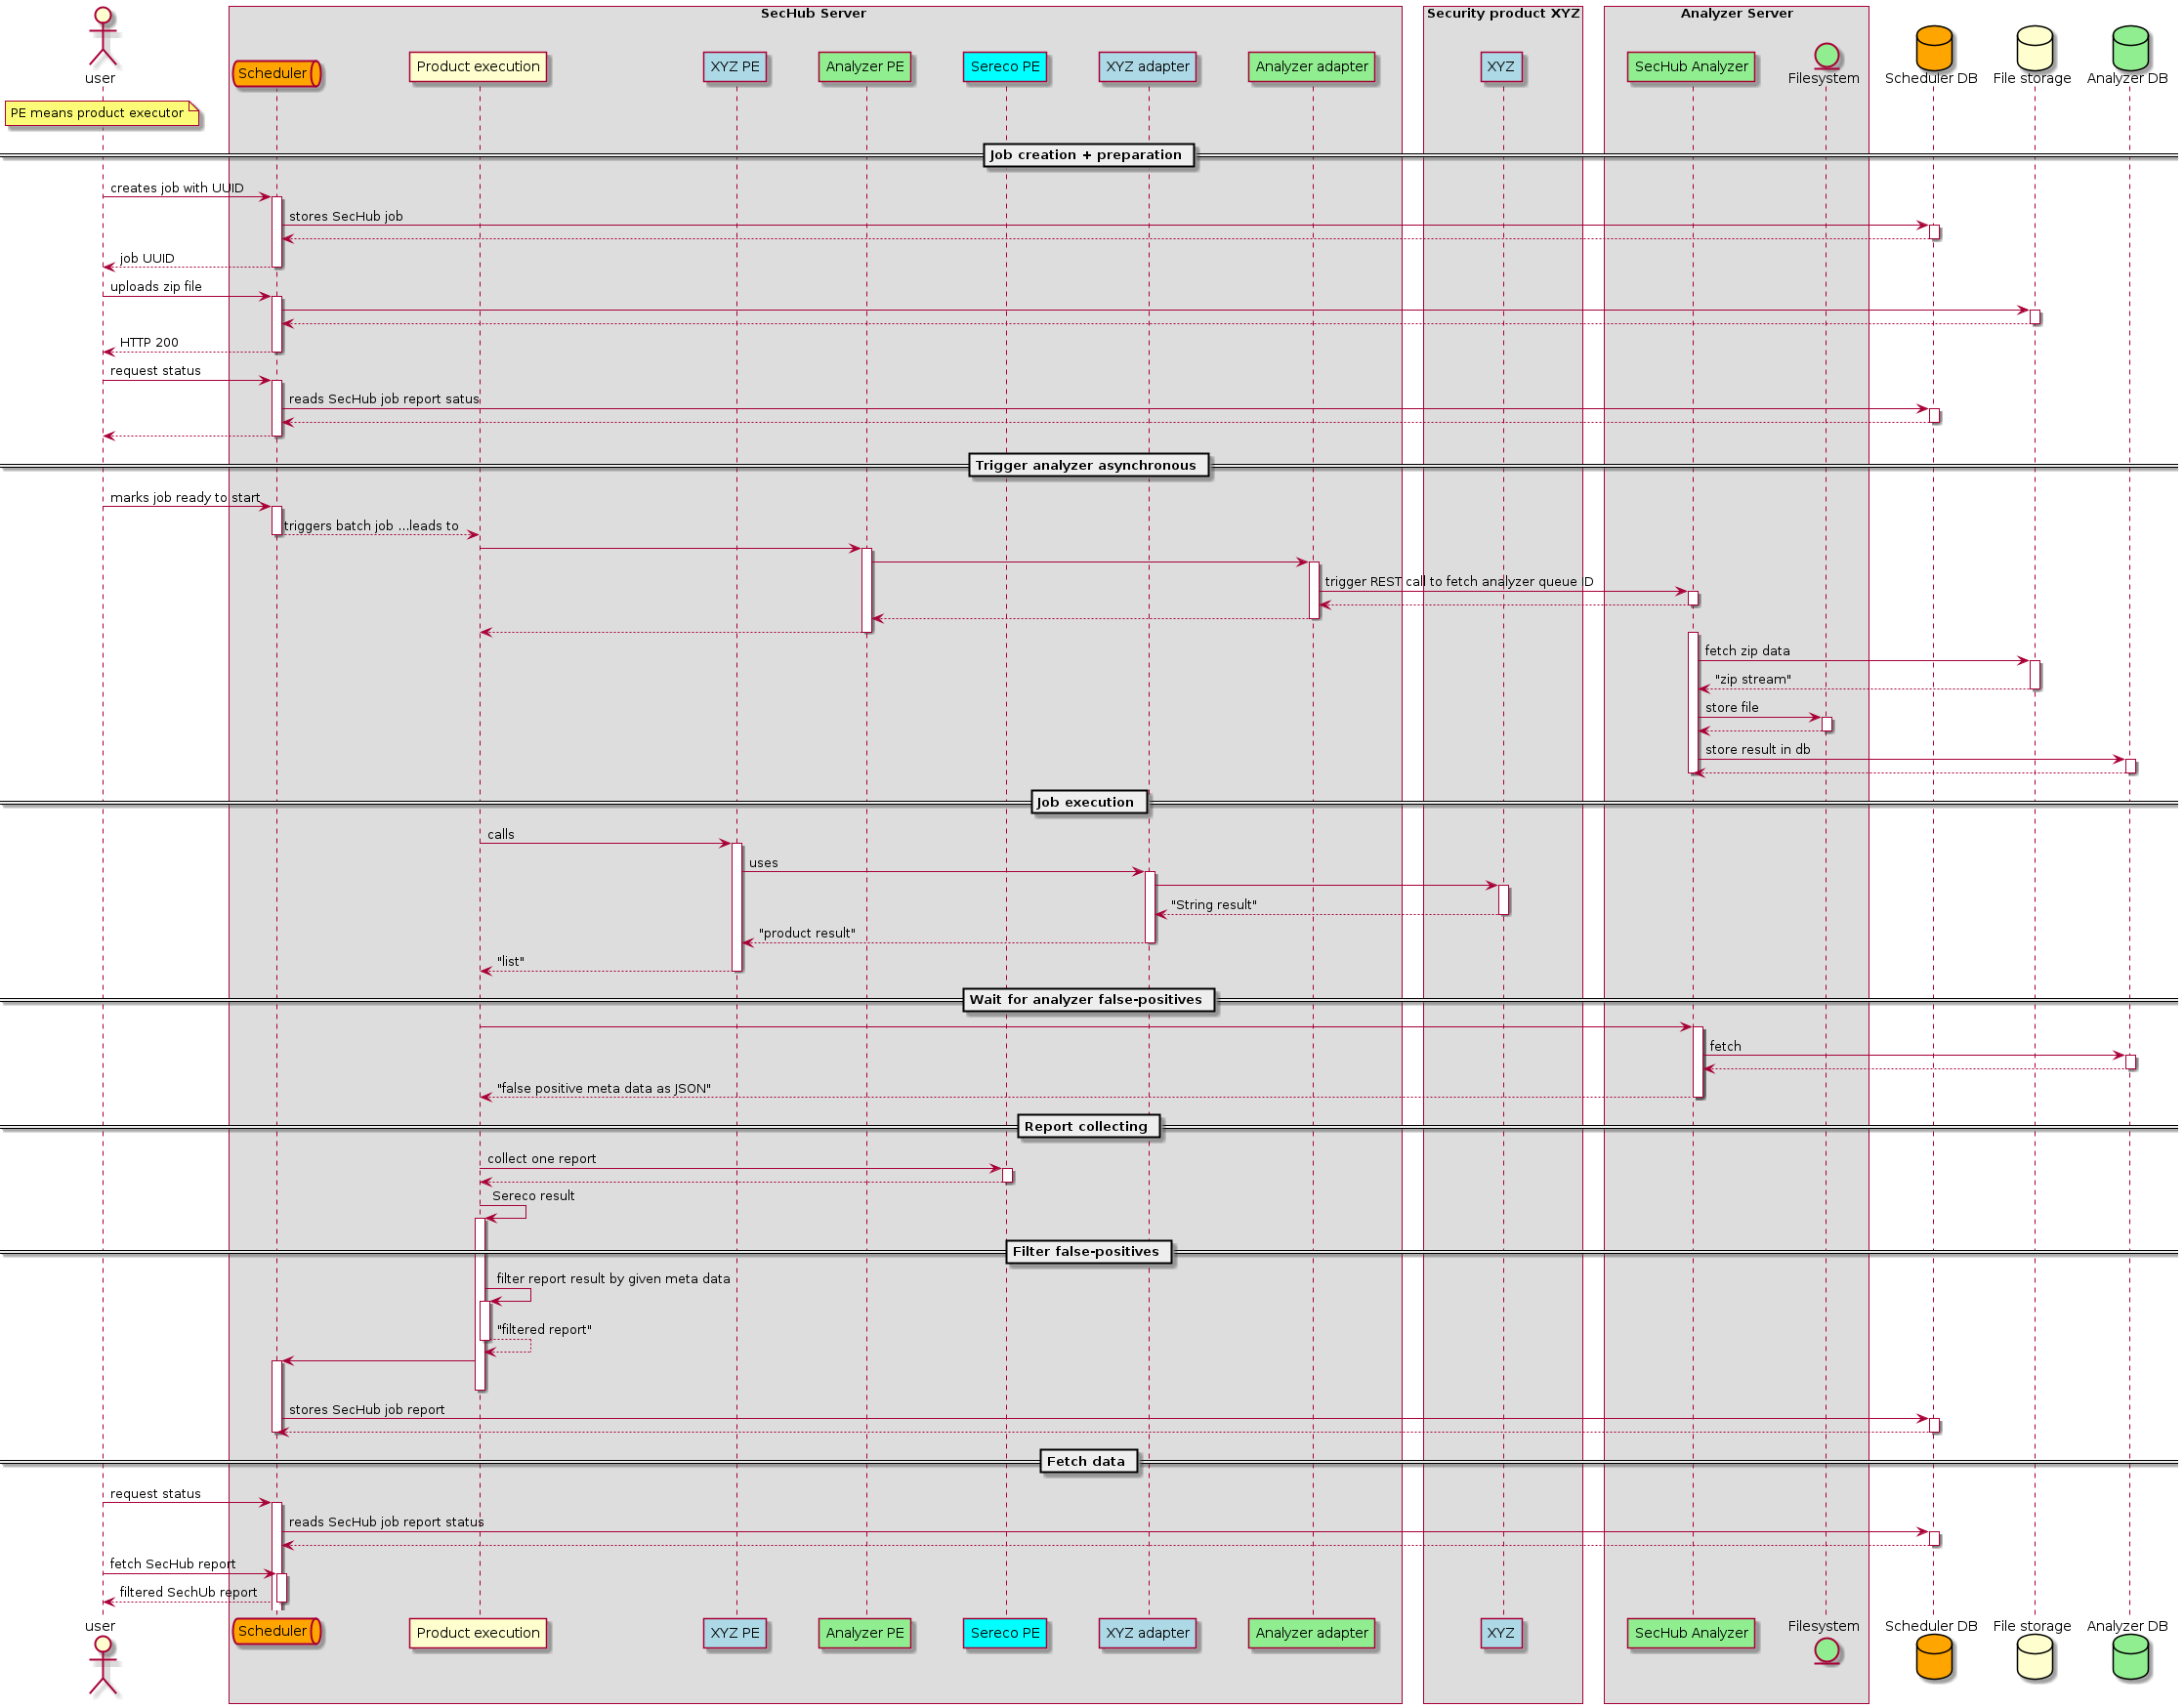 SecHub Server
Security product XYZ
Analyzer Server
user
Scheduler
Product execution
XYZ PE
Analyzer PE
Sereco PE
XYZ adapter
Analyzer adapter
XYZ
SecHub Analyzer
Filesystem
Scheduler DB
File storage
Analyzer DB
PE means product executor
Job creation + preparation
creates job with UUID
stores SecHub job
job UUID
uploads zip file
HTTP 200
request status
reads SecHub job report satus
Trigger analyzer asynchronous
marks job ready to start
triggers batch job ...leads to
trigger REST call to fetch analyzer queue ID
fetch zip data
"zip stream"
store file
store result in db
Job execution
calls
uses
"String result"
"product result"
"list"
Wait for analyzer false-positives
fetch
"false positive meta data as JSON"
Report collecting
collect one report
Sereco result
Filter false-positives
filter report result by given meta data
"filtered report"
stores SecHub job report
Fetch data
request status
reads SecHub job report status
fetch SecHub report
filtered SechUb report
user
Scheduler
Product execution
XYZ PE
Analyzer PE
Sereco PE
XYZ adapter
Analyzer adapter
XYZ
SecHub Analyzer
Filesystem
Scheduler DB
File storage
Analyzer DB